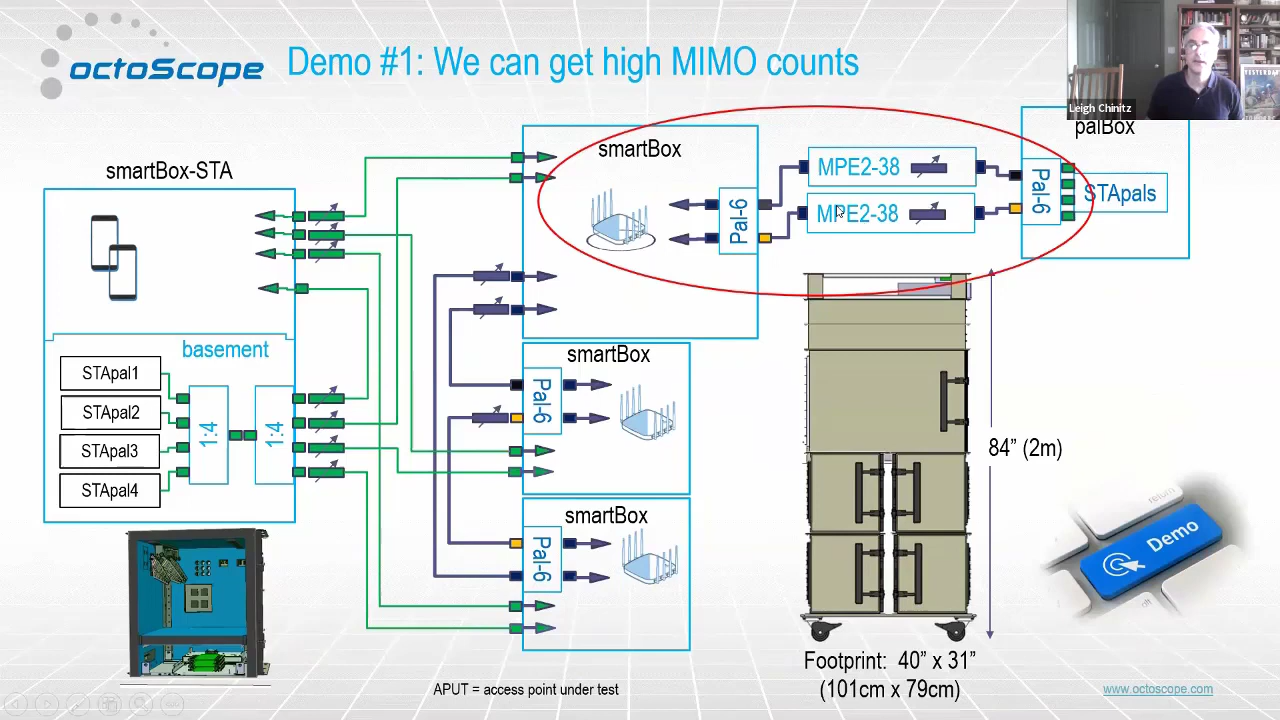 octoScope
Demo #1: We can get high MIMO counts
Leigh Chinitz
palBox
smartBox-STA
smartBox
MPE2-38
MPE2-38
Pal-6
Pal-6
STApals
basement
STApal1
STApal2
STApal3
STApal4
1:4
1:4
smartBox
Pal-6
smartBox
Pal-6
84” (2m)
return
Demo
alt
Footprint: 40” x 31”
(101cm x 79cm)
APUT = access point under test
www.octoscope.com